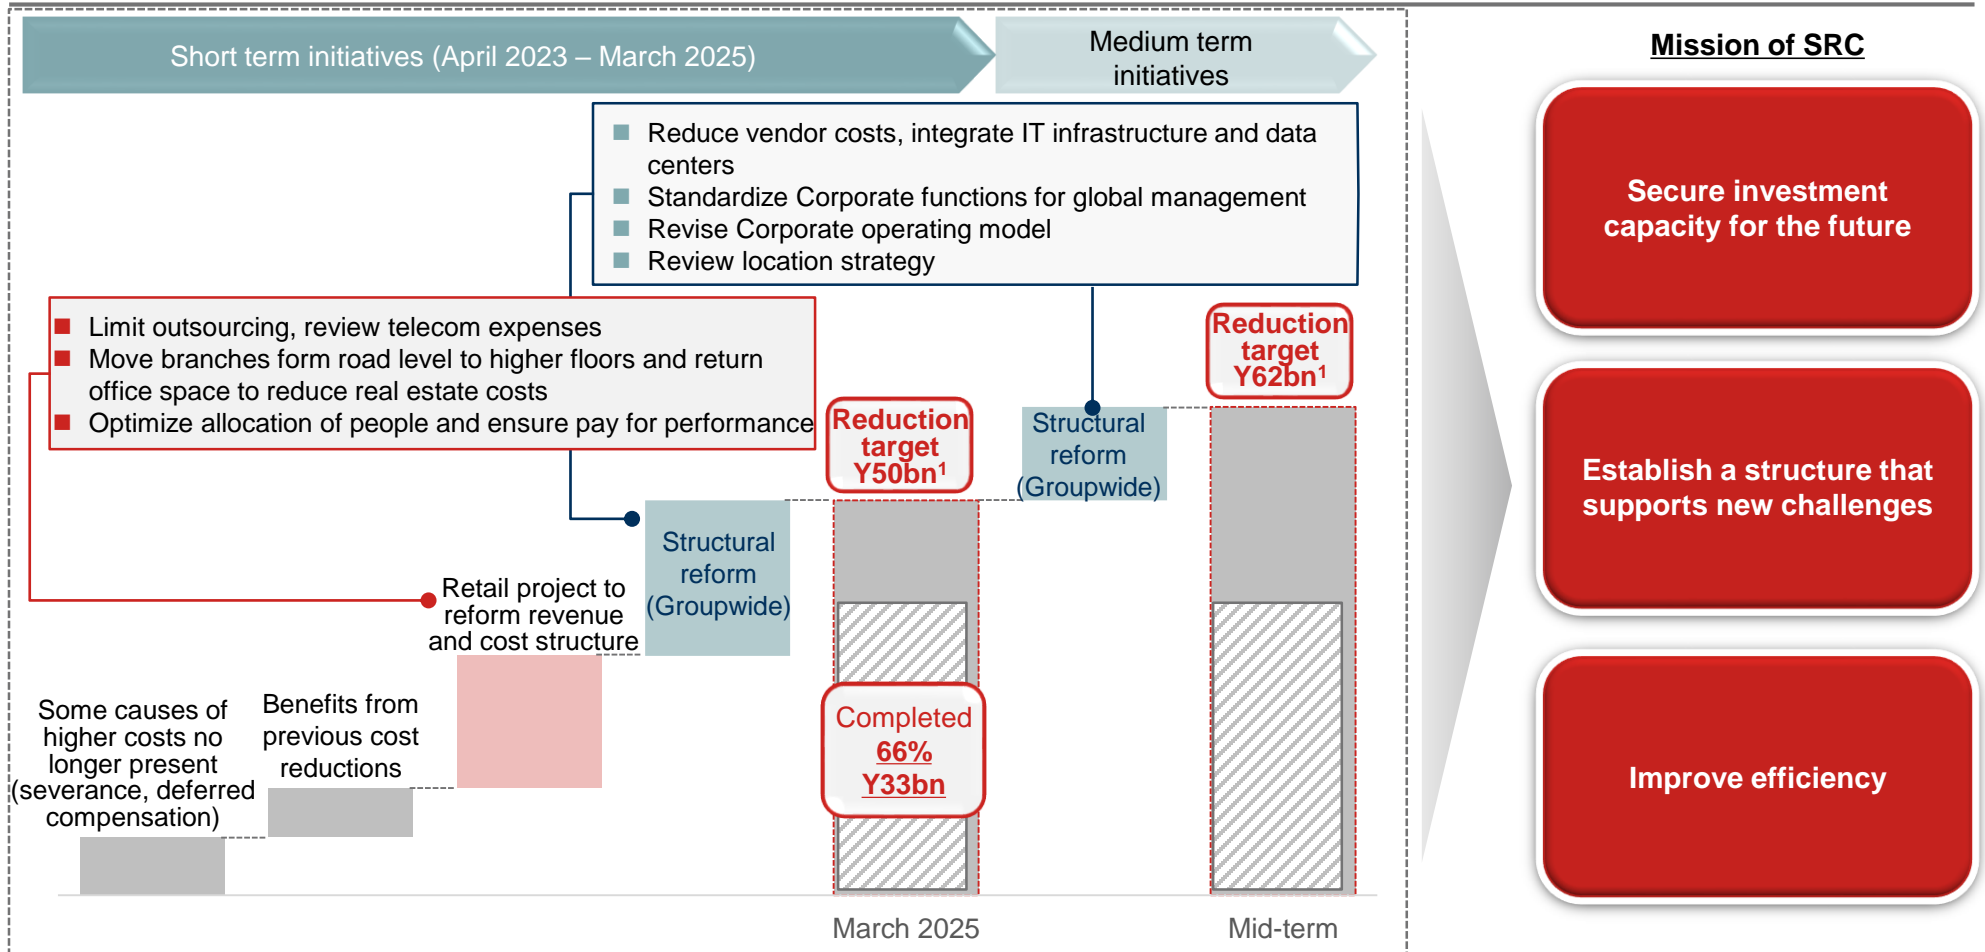 Short term initiatives (April 2023 – March 2025)
Medium term
initiatives
Mission of SRC
Reduce vendor costs, integrate IT infrastructure and data
centers
Standardize Corporate functions for global management
Revise Corporate operating model
Review location strategy
Limit outsourcing, review telecom expenses
Move branches form road level to higher floors and return
office space to reduce real estate costs
Optimize allocation of people and ensure pay for performance
Reduction
target
Y50bn¹
Reduction
target
Y62bn¹
Structural
reform
(Groupwide)
Structural
reform
(Groupwide)
Retail project to
reform revenue
and cost structure
Benefits from
previous cost
reductions
Some causes of
higher costs no
longer present
(severance, deferred
compensation)
Completed
66%
Y33bn
March 2025
Mid-term
Secure investment
capacity for the future
Establish a structure that
supports new challenges
Improve efficiency